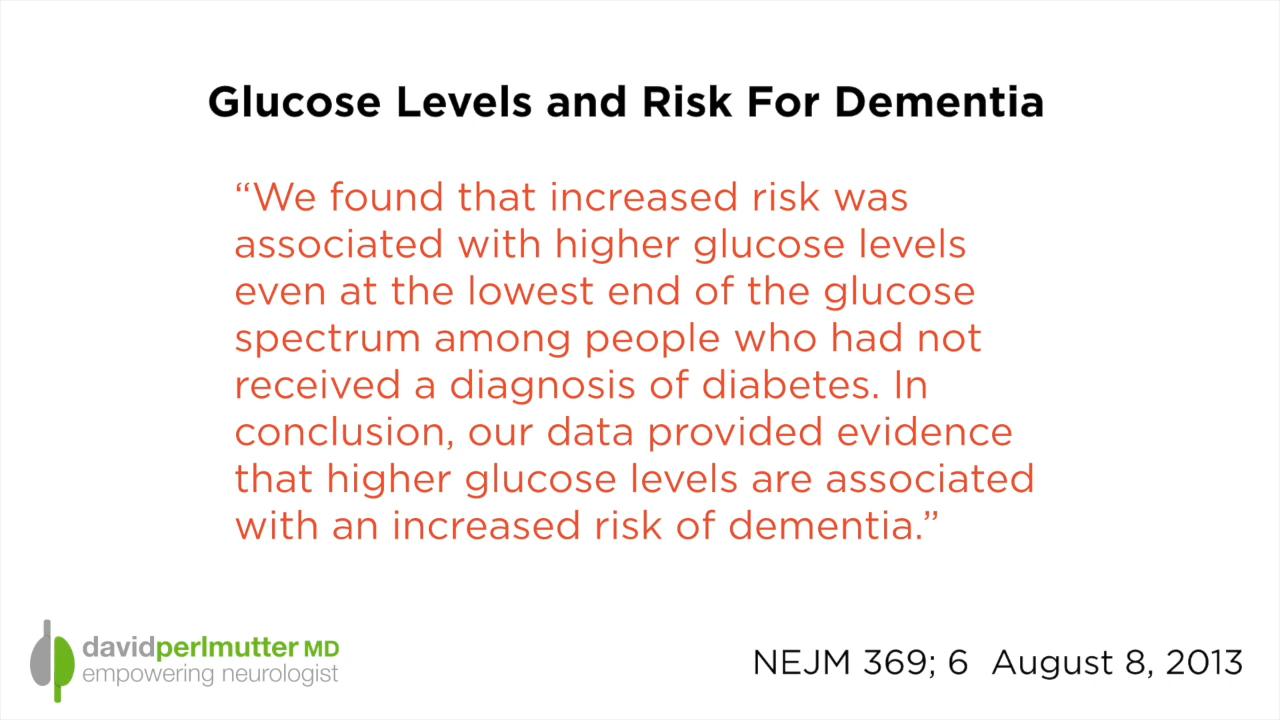 Glucose Levels and Risk For Dementia
“We found that increased risk was
associated with higher glucose levels
even at the lowest end of the glucose
spectrum among people who had not
received a diagnosis of diabetes. In
conclusion, our data provided evidence
that higher glucose levels are associated
with an increased risk of dementia.”
davidperlmutter MD
empowering neurologist
NEJM 369; 6 August 8, 2013